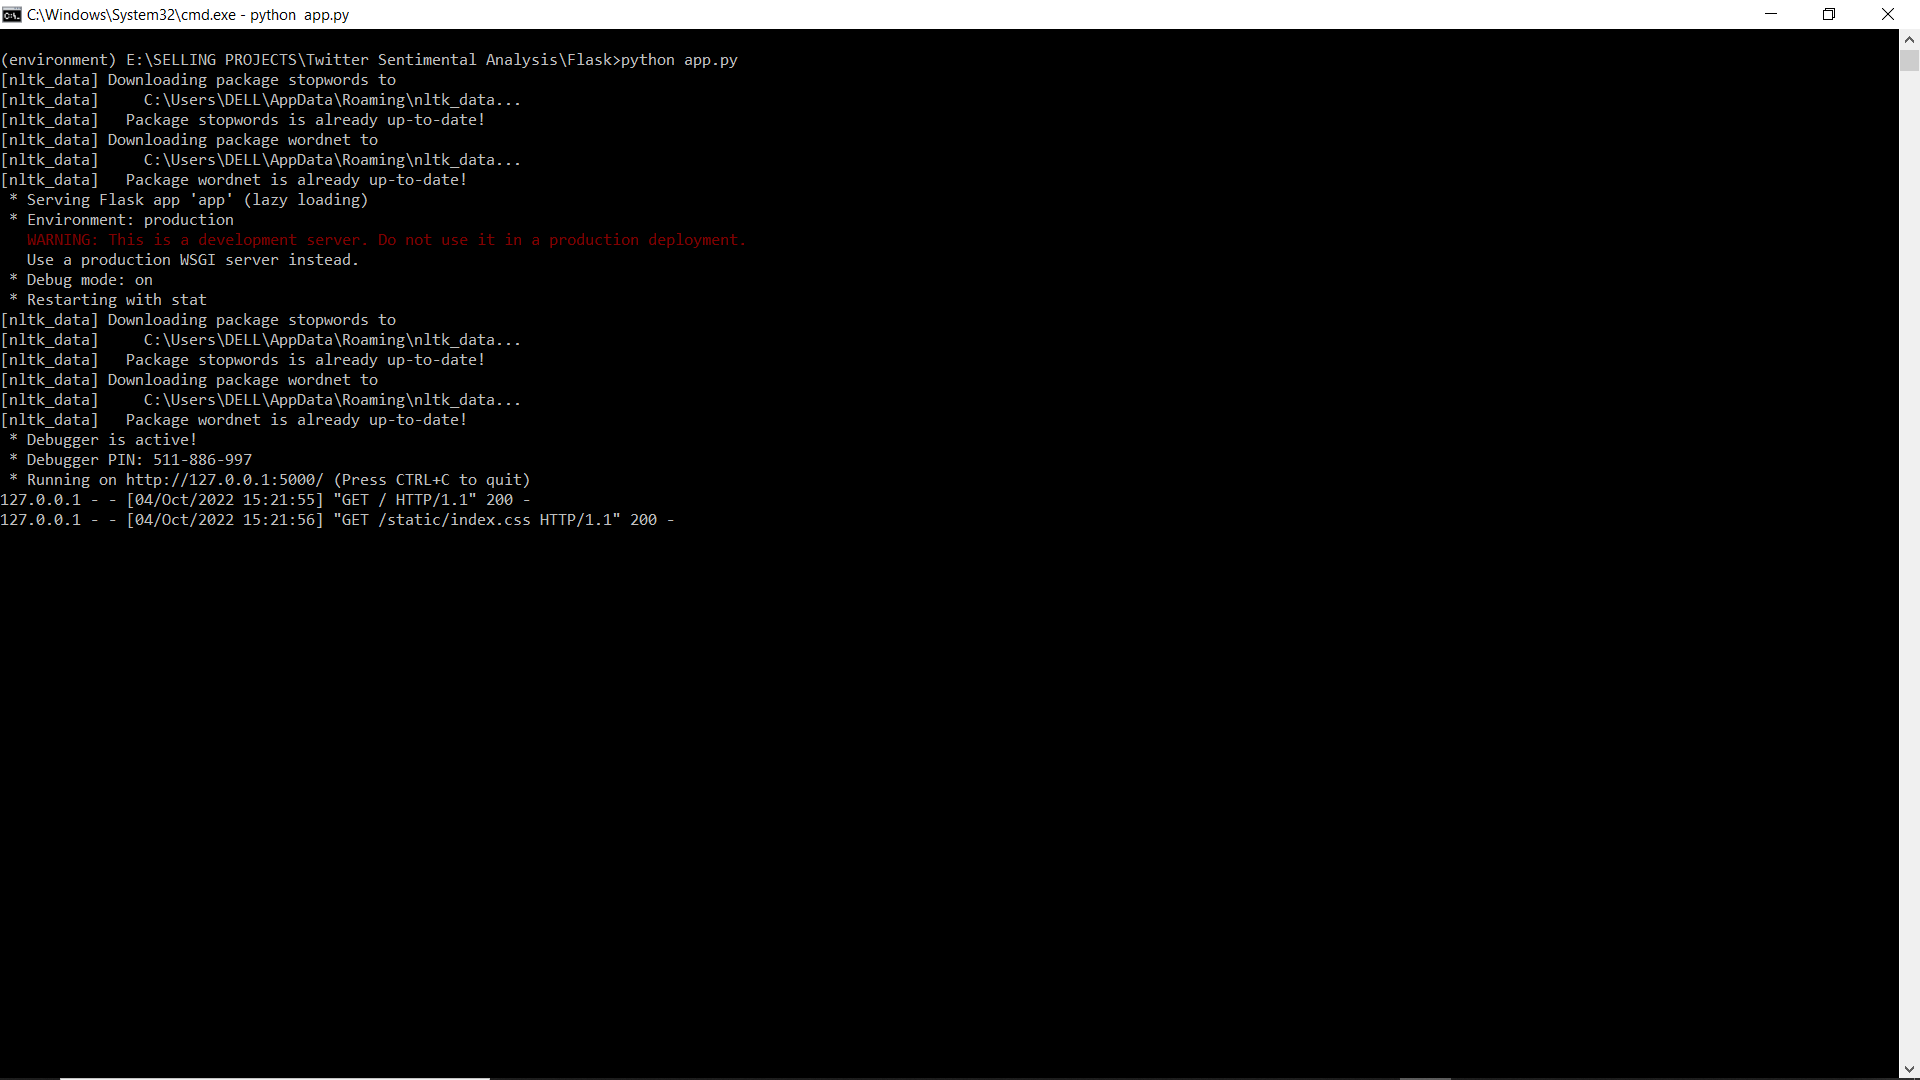 C:\Windows\System32\cmd.exe - python  app.py
(environment) E:\SELLING PROJECTS\Twitter Sentimental Analysis\Flask>python app.py
[nltk_data] Downloading package stopwords to
[nltk_data]     C:\Users\DELL\AppData\Roaming\nltk_data...
[nltk_data]   Package stopwords is already up-to-date!
[nltk_data] Downloading package wordnet to
[nltk_data]     C:\Users\DELL\AppData\Roaming\nltk_data...
[nltk_data]   Package wordnet is already up-to-date!
 * Serving Flask app 'app' (lazy loading)
 * Environment: production
   WARNING: This is a development server. Do not use it in a production deployment.
   Use a production WSGI server instead.
 * Debug mode: on
 * Restarting with stat
[nltk_data] Downloading package stopwords to
[nltk_data]     C:\Users\DELL\AppData\Roaming\nltk_data...
[nltk_data]   Package stopwords is already up-to-date!
[nltk_data] Downloading package wordnet to
[nltk_data]     C:\Users\DELL\AppData\Roaming\nltk_data...
[nltk_data]   Package wordnet is already up-to-date!
 * Debugger is active!
 * Debugger PIN: 511-886-997
 * Running on http://127.0.0.1:5000/ (Press CTRL+C to quit)
127.0.0.1 - - [04/Oct/2022 15:21:55] "GET / HTTP/1.1" 200 -
127.0.0.1 - - [04/Oct/2022 15:21:56] "GET /static/index.css HTTP/1.1" 200 -